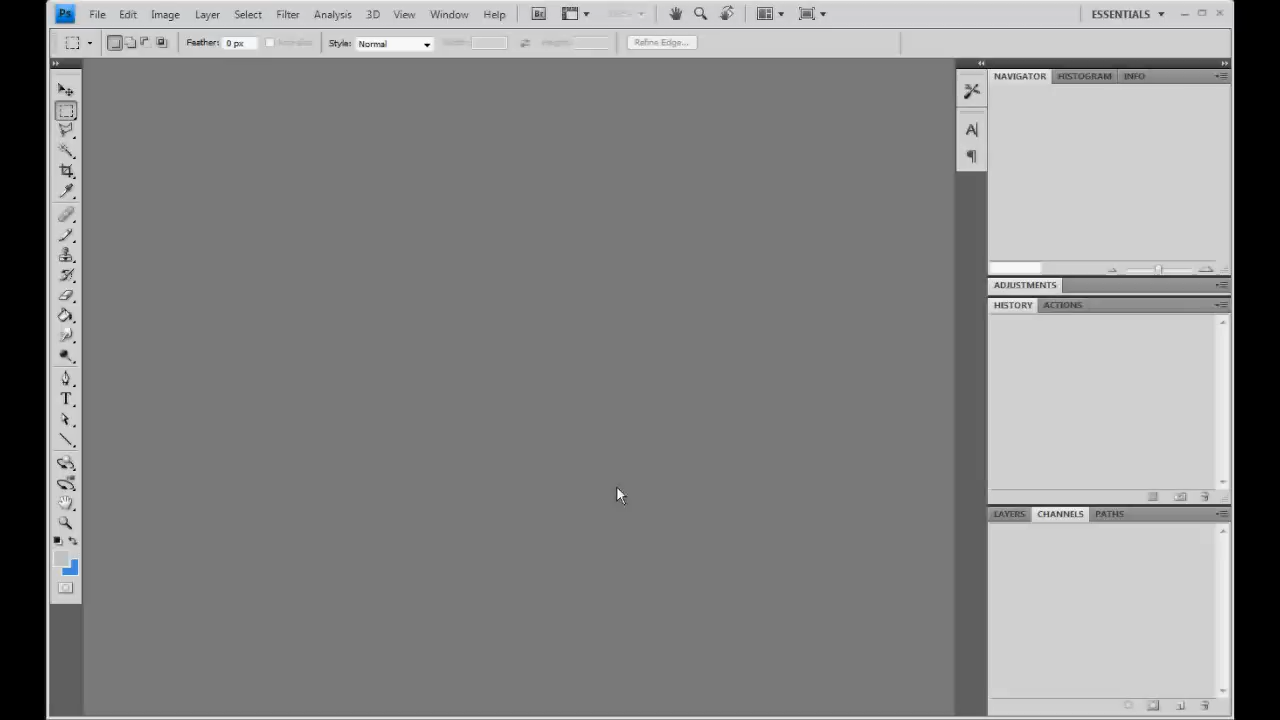 Ps File Edit Image Layer Select Filter Analysis 3D View Window Help Br ESSENTIALS
Feather: 0 px Style: Normal Refine Edge...
NAVIGATOR HISTOGRAM INFO
ADJUSTMENTS
HISTORY ACTIONS
LAYERS CHANNELS PATHS